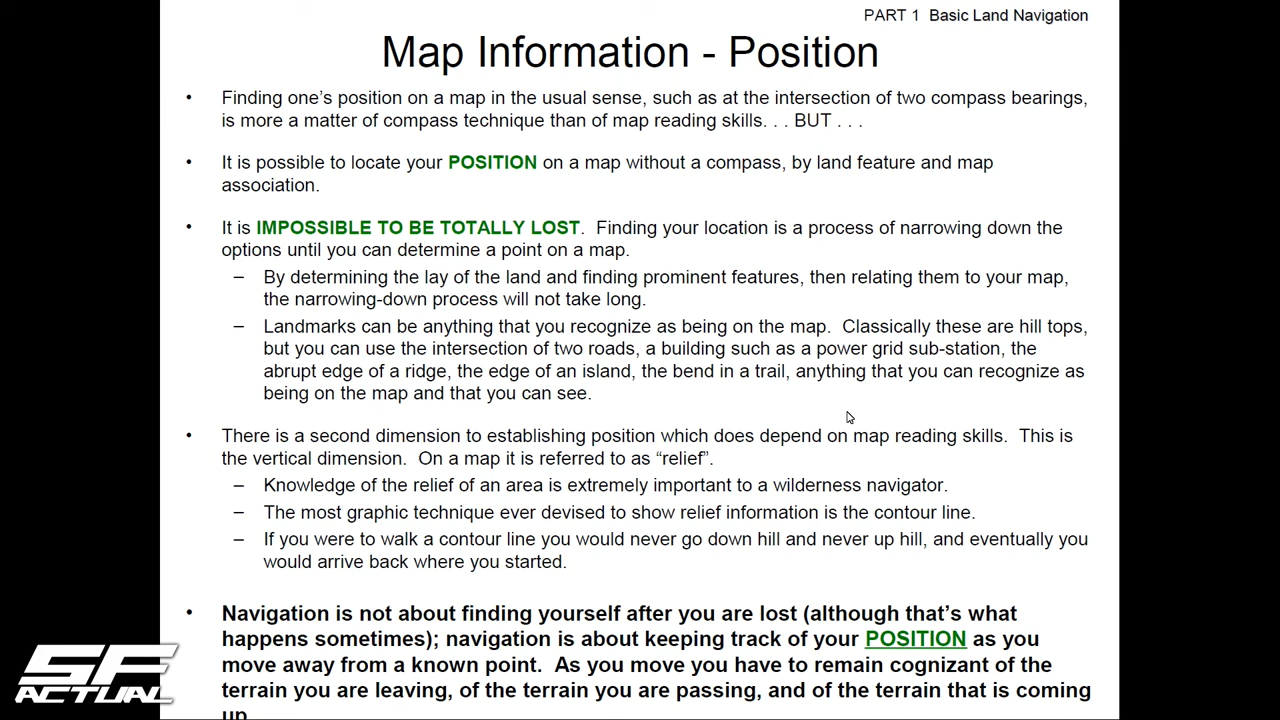 PART 1  Basic Land Navigation
Map Information - Position
• Finding one's position on a map in the usual sense, such as at the intersection of two compass bearings,
is more a matter of compass technique than of map reading skills. . . BUT . . .
• It is possible to locate your POSITION on a map without a compass, by land feature and map
association.
• It is IMPOSSIBLE TO BE TOTALLY LOST.  Finding your location is a process of narrowing down the
options until you can determine a point on a map.
– By determining the lay of the land and finding prominent features, then relating them to your map,
the narrowing-down process will not take long.
– Landmarks can be anything that you recognize as being on the map.  Classically these are hill tops,
but you can use the intersection of two roads, a building such as a power grid sub-station, the
abrupt edge of a ridge, the edge of an island, the bend in a trail, anything that you can recognize as
being on the map and that you can see.
• There is a second dimension to establishing position which does depend on map reading skills.  This is
the vertical dimension.  On a map it is referred to as “relief”.
– Knowledge of the relief of an area is extremely important to a wilderness navigator.
– The most graphic technique ever devised to show relief information is the contour line.
– If you were to walk a contour line you would never go down hill and never up hill, and eventually you
would arrive back where you started.
• Navigation is not about finding yourself after you are lost (although that's what
happens sometimes); navigation is about keeping track of your POSITION as you
move away from a known point.  As you move you have to remain cognizant of the
terrain you are leaving, of the terrain you are passing, and of the terrain that is coming
up.
SF
ACTUAL